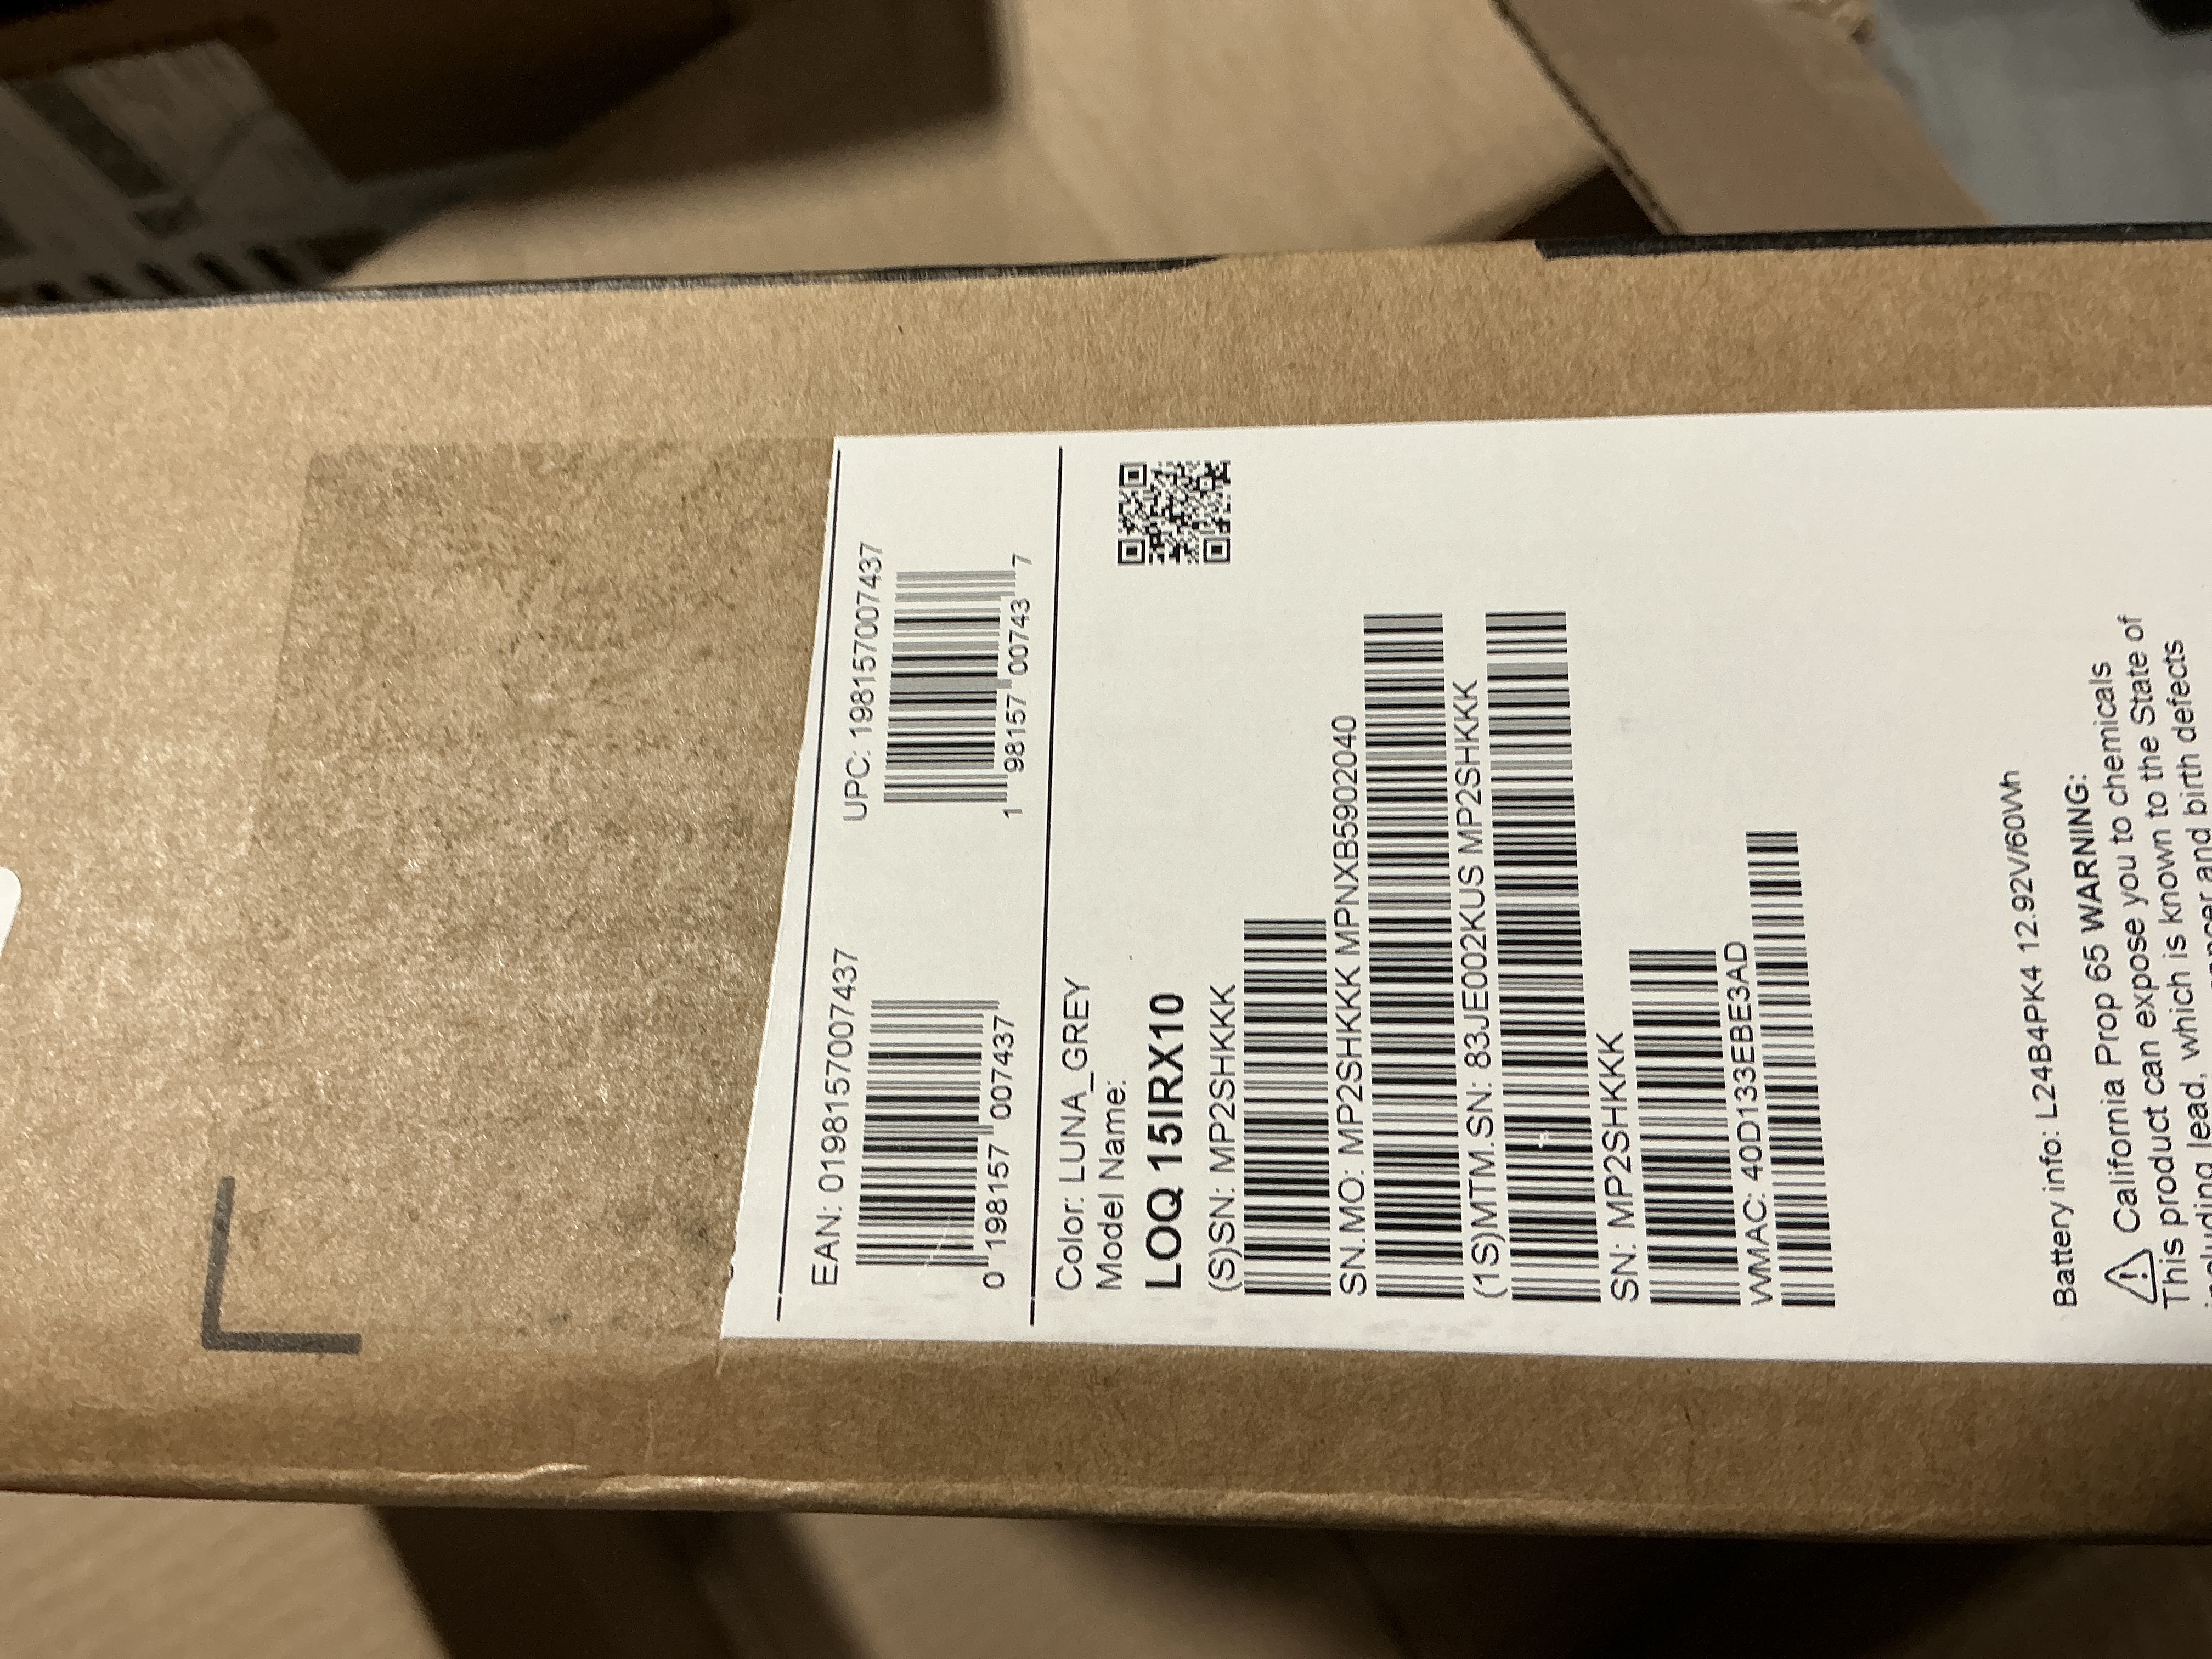 EAN: 0198157007437
UPC: 198157007437
0 198157 007437
1 98157 00743 7
Color: LUNA_GREY
Model Name:
LOQ 15IRX10
(S)SN: MP2SHKKK
SN.MO: MP2SHKKK MPNXB5902040
(1S)MTM.SN: 83JE002KUS MP2SHKKK
SN: MP2SHKKK
WMAC: 40D133EBE3AD
Battery info: L24B4PK4 12.92V/60Wh
⚠ California Prop 65 WARNING:
This product can expose you to chemicals
including lead, which is known to the State of
and birth defects